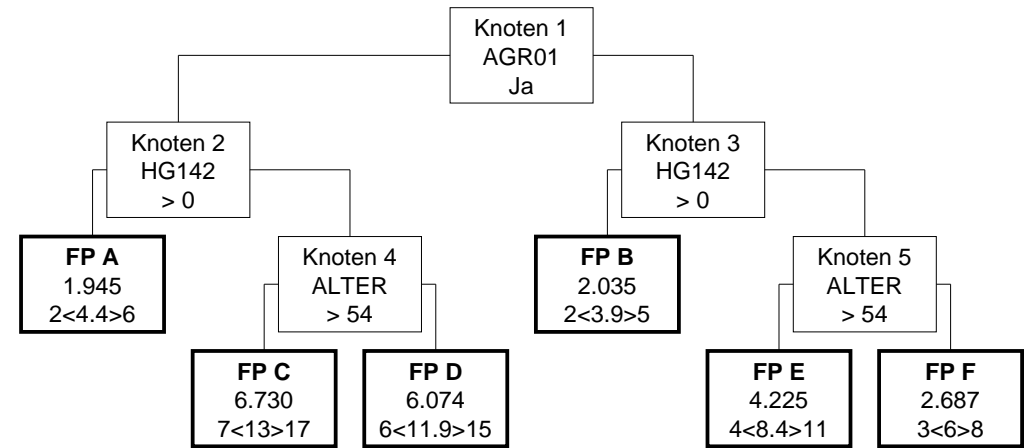 Knoten 1
AGR01
Ja
Knoten 2
HG142
> 0
Knoten 3
HG142
> 0
FP A
1.945
2<4.4>6
Knoten 4
ALTER
> 54
FP B
2.035
2<3.9>5
Knoten 5
ALTER
> 54
FP C
6.730
7<13>17
FP D
6.074
6<11.9>15
FP E
4.225
4<8.4>11
FP F
2.687
3<6>8